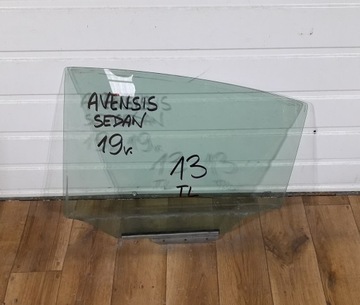 AVENSIS
SEDAN
19r.
13
TL